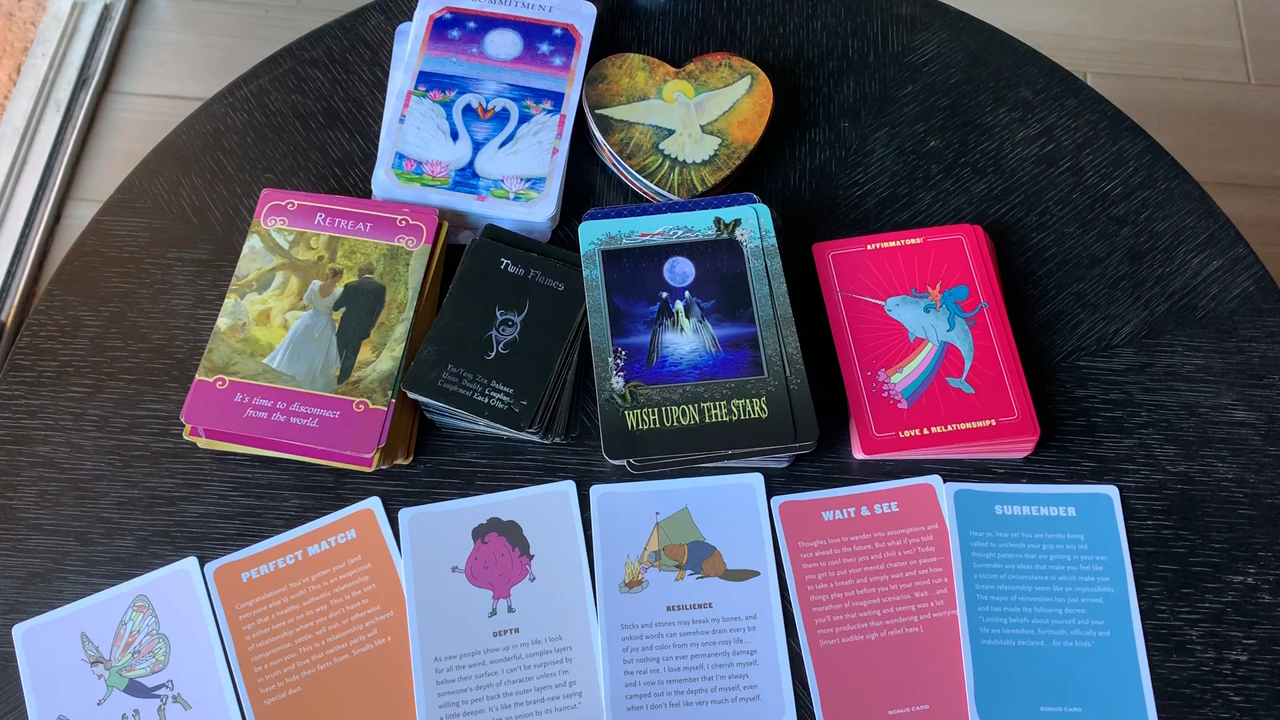 COMMITMENT
RETREAT
It's time to disconnect
from the world.
Twin Flames
Yin/Yang Zen Balance
Union Duality Coupling
Complement Each Other
WISH UPON THE STARS
AFFIRMATORS!
LOVE & RELATIONSHIPS
PERFECT MATCH
Congratulations! You've gotten your (and
everyone else's) wish! This is an auspicious
sign that a healthy, authentic relationship
is either here or on its way. This is the sort
of relationship where you don't have to
compromise, settle, sell out, or otherwise
be a non-you. This is a relationship anchored
in truth and love that neither party will
have to hide their farts from. Smells like a
special duo.
DEPTH
As new people show up in my life, I look
for all the weird, wonderful, complex layers
below their surface. I can't be surprised by
someone's depth of character unless I'm
willing to peel back the outer layers and go
a little deeper. It's like the brand-new saying
an onion by its haircut."
RESILIENCE
Sticks and stones may break my bones, and
unkind words can somehow drain every bit
of joy and color from my once-rosy life...
but nothing can ever permanently damage
the real me. I love myself, I cherish myself,
and I vow to remember that I'm always
camped out in the depths of myself, even
when I don't feel like very much of myself.
WAIT & SEE
Thoughts love to wander into assumptions and
race ahead to the future. But what if you told
them to cool their jets and chill a sec? Today
you get to put your mental chatter on pause—
to take a breath and simply wait and see how
things play out before you let your mind run a
marathon of imagined scenarios. Wait...and
you'll see that waiting and seeing was a lot
more productive than wondering and worrying.
[Insert audible sigh of relief here.]
BONUS CARD
SURRENDER
Hear ye, hear ye! You are hereby being
called to unclench your grip on any old
thought patterns that are getting in your way.
Surrender any ideas that make you feel like
a victim of circumstance or which make your
dream relationship seem like an impossibility.
The mayor of reinvention has just arrived,
and has made the following decree:
"Limiting beliefs about yourself and your
life are heretofore, forthwith, officially and
indubitably declared... for the birds."
BONUS CARD